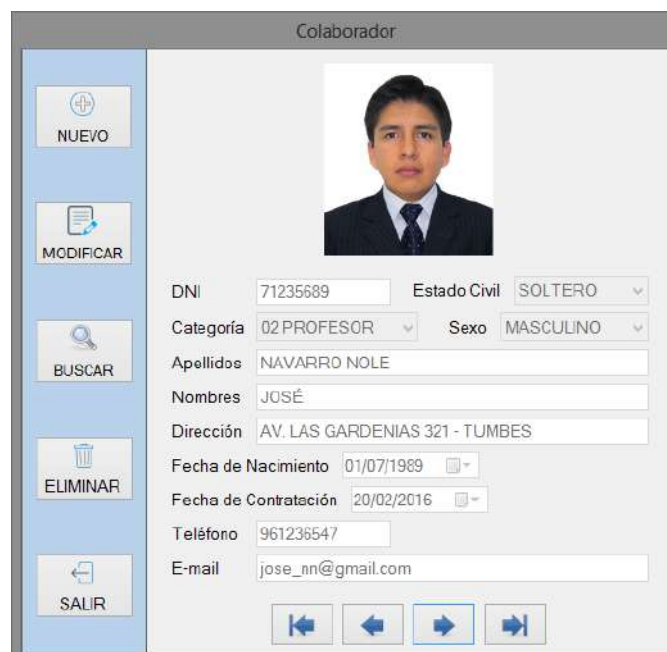 Colaborador
NUEVO
MODIFICAR
BUSCAR
ELIMINAR
SALIR
DNI 71235689 Estado Civil SOLTERO
Categoría 02 PROFESOR Sexo MASCULINO
Apellidos NAVARRO NOLE
Nombres JOSÉ
Dirección AV. LAS GARDENIAS 321 - TUMBES
Fecha de Nacimiento 01/07/1989
Fecha de Contratación 20/02/2016
Teléfono 961236547
E-mail jose_nn@gmail.com